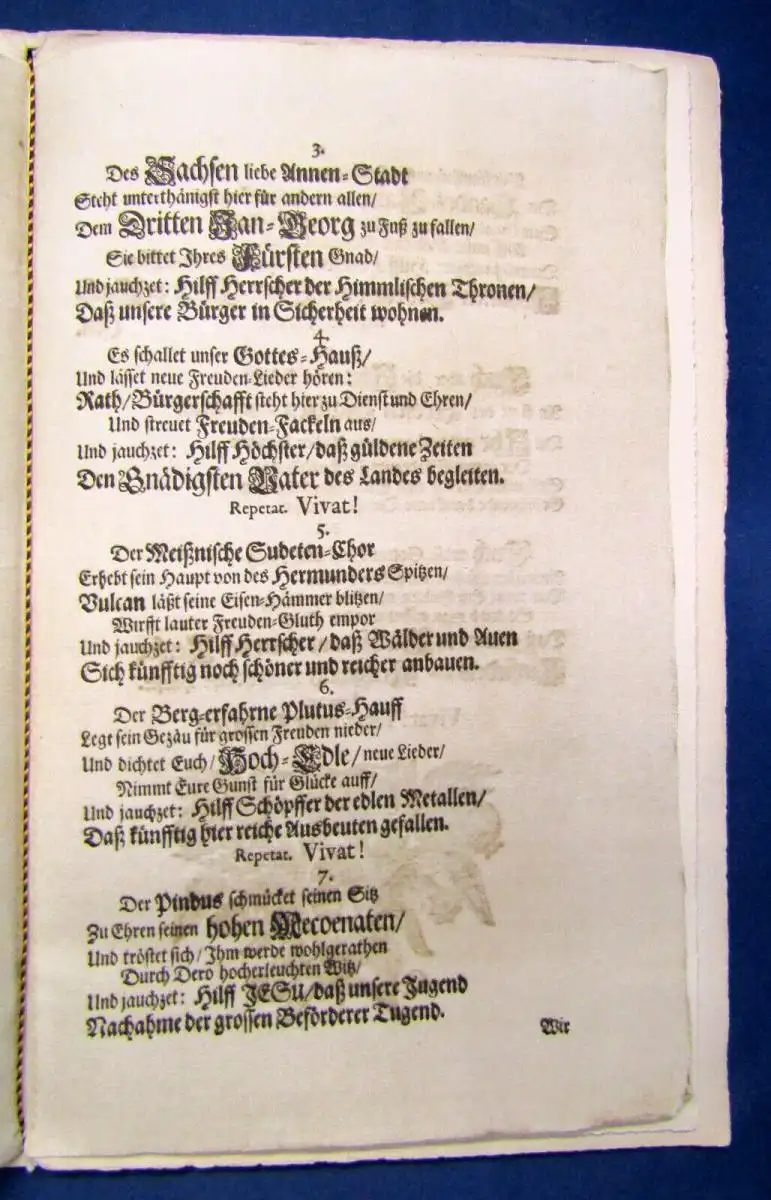 3.
Des Sachsen liebe Annen-Stadt
Steht unterthänigst hier für andern allen/
Dem Dritten Jan-Georg zu Fuß zu fallen/
Sie bittet Ihres Fürsten Gnad/
Und jauchzet: Hilff Herrscher der Himmlischen Thronen/
Daß unsere Bürger in Sicherheit wohnen.
4.
Es schallet unser Gottes-Hauß/
Und lässet neue Freuden-Lieder hören:
Rath/Bürgerschafft steht hier zu Dienst und Ehren/
Und streuet Freuden-Fackeln aus/
Und jauchzet: Hilff Höchster/daß güldene Zeiten
Den Gnädigsten Vater des Landes begleiten.
Repetat. Vivat!
5.
Der Meißnische Sudeten-Chor
Erhebt sein Haupt von des Hermunders Spitzen/
Vulcan läßt seine Eisen-Hämmer blitzen/
Wirfft lauter Freuden-Gluth empor
Und jauchzet: Hilff Herrscher/daß Wälder und Auen
Sich künfftig noch schöner und reicher anbauen.
6.
Der Berg-erfahrne Plutus-Hauff
Legt sein Gezäu für grossen Freuden nieder/
Und dichtet Euch/Hoch-Edle/neue Lieder/
Nimmt Eure Gunst für Glücke auff/
Und jauchzet: Hilff Schöpffer der edlen Metallen/
Daß künfftig hier reiche Ausbeuten gefallen.
Repetat. Vivat!
7.
Der Pindus schmücket seinen Sitz
Zu Ehren seinen hohen Mecoenaten/
Und tröstet sich/Ihm werde wohlgerathen
Durch Dero hocherleuchten Witz/
Und jauchzet: Hilff JESU/daß unsere Jugend
Nachahme der grossen Beförderer Tugend.
Wir